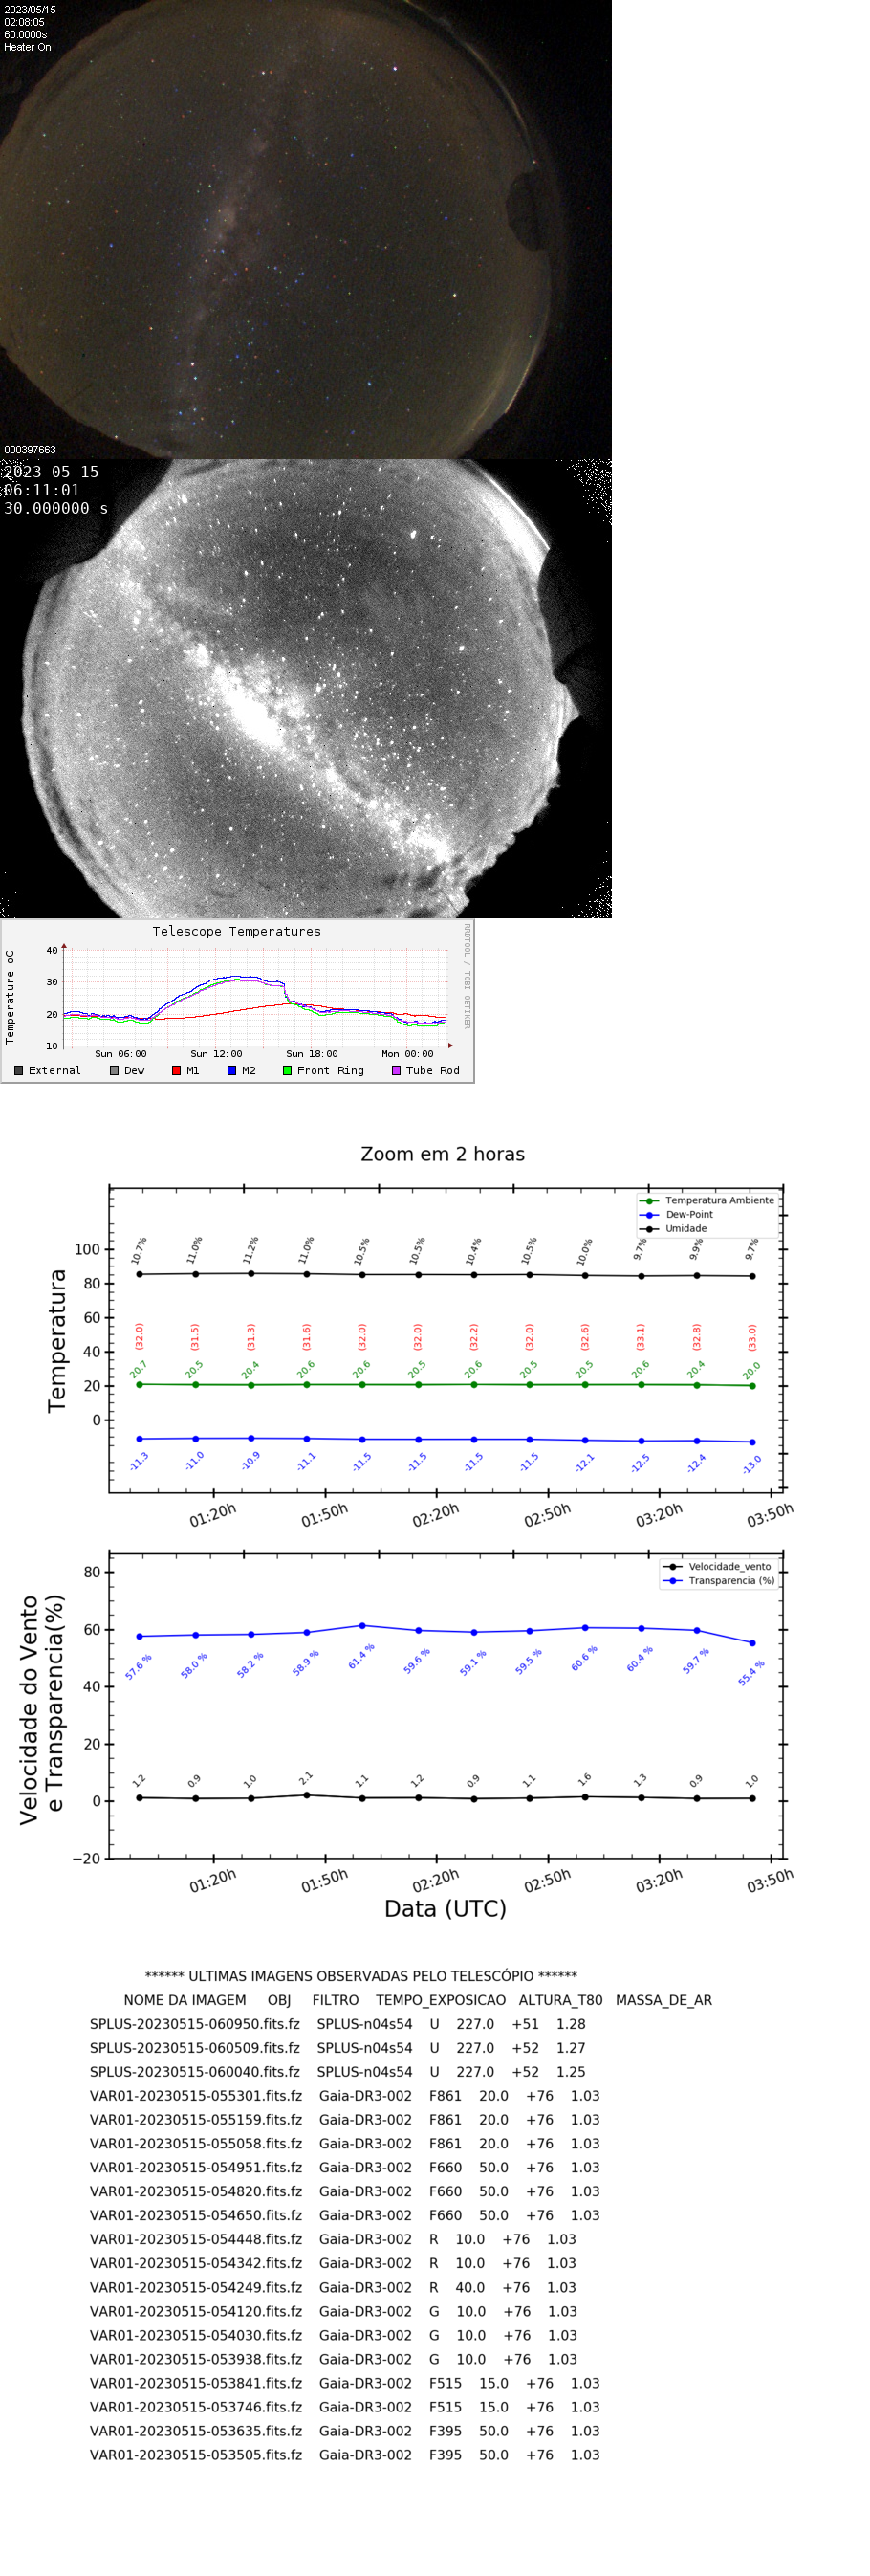 2023/05/15
02:08:05
60.0000s
Heater On
000397663
2023-05-15
06:11:01
30.000000 s
Telescope Temperatures
RRDTOOL / TOBI OETIKER
Temperature oC
40
30
20
10
Sun 06:00 Sun 12:00 Sun 18:00 Mon 00:00
External Dew M1 M2 Front Ring Tube Rod
Zoom em 2 horas
Temperatura Ambiente
Dew-Point
Umidade
Temperatura
100
80
60
40
20
0
10.7% 11.0% 11.2% 11.0% 10.5% 10.5% 10.4% 10.5% 10.0% 9.7% 9.9% 9.7%
(32.0) (31.5) (31.3) (31.6) (32.0) (32.0) (32.2) (32.0) (32.6) (33.1) (32.8) (33.0)
20.7 20.5 20.4 20.6 20.6 20.5 20.6 20.5 20.5 20.6 20.4 20.0
-11.3 -11.0 -10.9 -11.1 -11.5 -11.5 -11.5 -11.5 -12.1 -12.5 -12.4 -13.0
01:20h 01:50h 02:20h 02:50h 03:20h 03:50h
Velocidade_vento
Transparencia (%)
Velocidade do Vento
e Transparencia(%)
80
60
40
20
0
−20
57.6 % 58.0 % 58.2 % 58.9 % 61.4 % 59.6 % 59.1 % 59.5 % 60.6 % 60.4 % 59.7 % 55.4 %
1.2 0.9 1.0 2.1 1.1 1.2 0.9 1.1 1.6 1.3 0.9 1.0
01:20h 01:50h 02:20h 02:50h 03:20h 03:50h
Data (UTC)
****** ULTIMAS IMAGENS OBSERVADAS PELO TELESCÓPIO ******
NOME DA IMAGEM OBJ FILTRO TEMPO_EXPOSICAO ALTURA_T80 MASSA_DE_AR
SPLUS-20230515-060950.fits.fz SPLUS-n04s54 U 227.0 +51 1.28
SPLUS-20230515-060509.fits.fz SPLUS-n04s54 U 227.0 +52 1.27
SPLUS-20230515-060040.fits.fz SPLUS-n04s54 U 227.0 +52 1.25
VAR01-20230515-055301.fits.fz Gaia-DR3-002 F861 20.0 +76 1.03
VAR01-20230515-055159.fits.fz Gaia-DR3-002 F861 20.0 +76 1.03
VAR01-20230515-055058.fits.fz Gaia-DR3-002 F861 20.0 +76 1.03
VAR01-20230515-054951.fits.fz Gaia-DR3-002 F660 50.0 +76 1.03
VAR01-20230515-054820.fits.fz Gaia-DR3-002 F660 50.0 +76 1.03
VAR01-20230515-054650.fits.fz Gaia-DR3-002 F660 50.0 +76 1.03
VAR01-20230515-054448.fits.fz Gaia-DR3-002 R 10.0 +76 1.03
VAR01-20230515-054342.fits.fz Gaia-DR3-002 R 10.0 +76 1.03
VAR01-20230515-054249.fits.fz Gaia-DR3-002 R 40.0 +76 1.03
VAR01-20230515-054120.fits.fz Gaia-DR3-002 G 10.0 +76 1.03
VAR01-20230515-054030.fits.fz Gaia-DR3-002 G 10.0 +76 1.03
VAR01-20230515-053938.fits.fz Gaia-DR3-002 G 10.0 +76 1.03
VAR01-20230515-053841.fits.fz Gaia-DR3-002 F515 15.0 +76 1.03
VAR01-20230515-053746.fits.fz Gaia-DR3-002 F515 15.0 +76 1.03
VAR01-20230515-053635.fits.fz Gaia-DR3-002 F395 50.0 +76 1.03
VAR01-20230515-053505.fits.fz Gaia-DR3-002 F395 50.0 +76 1.03